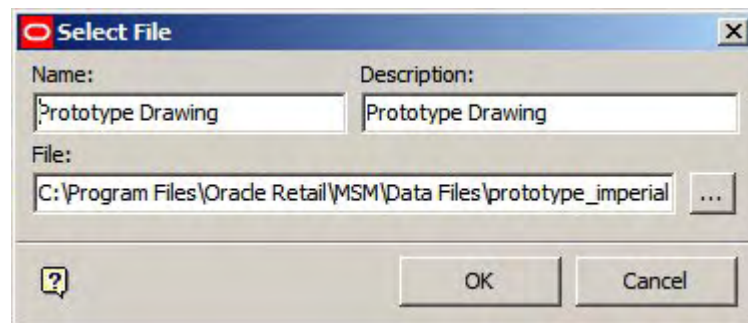 Select File
Name: Description:
Prototype Drawing Prototype Drawing
File:
C:\Program Files\Oracle Retail\MSM\Data Files\prototype_imperial ...
? OK Cancel